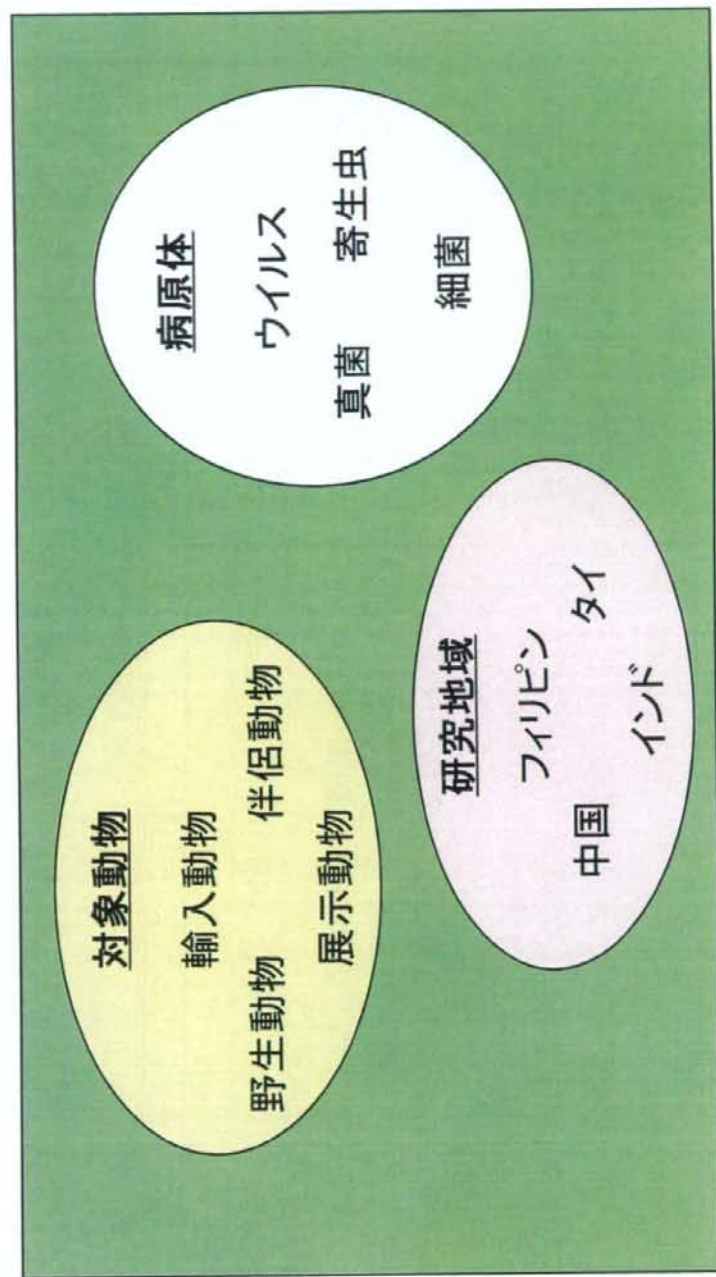 対象動物
輸入動物
野生動物 伴侶動物
展示動物
病原体
ウイルス
真菌 寄生虫
細菌
研究地域
フィリピン
中国 タイ
インド